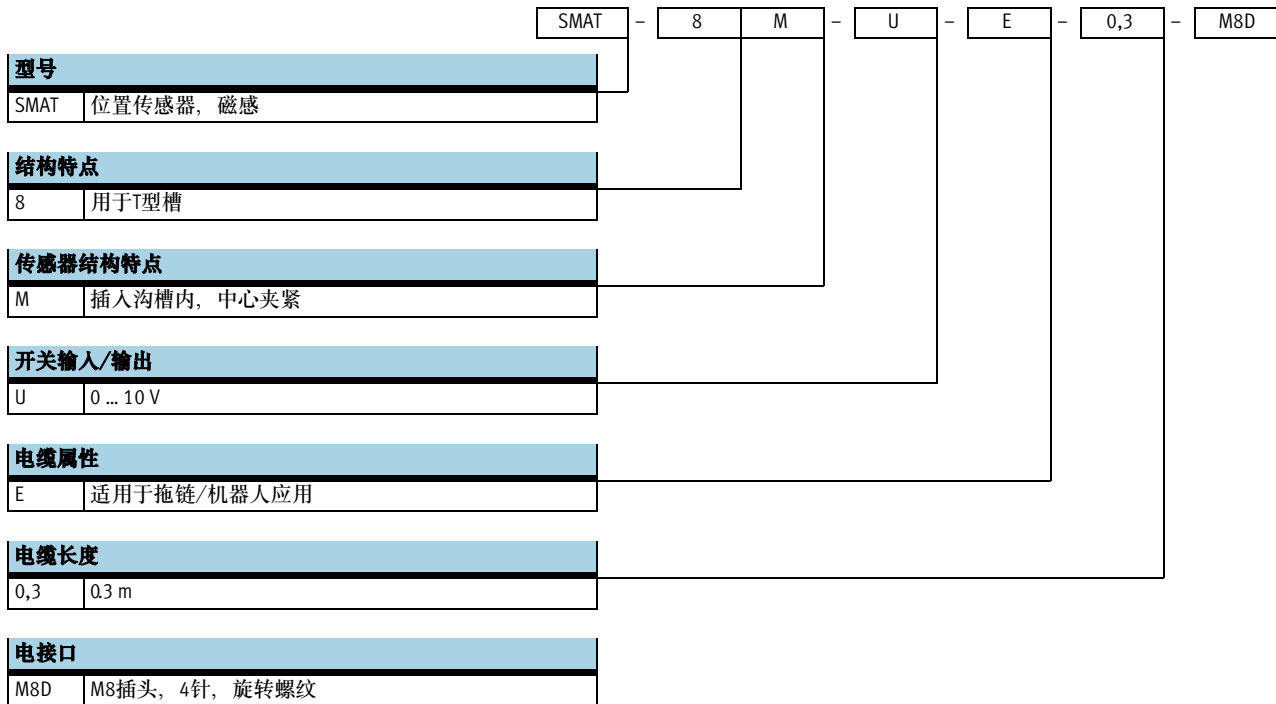 SMAT – 8 M – U – E – 0,3 – M8D
型号
SMAT 位置传感器, 磁感
结构特点
8 用于T型槽
传感器结构特点
M 插入沟槽内, 中心夹紧
开关输入/输出
U 0 ... 10 V
电缆属性
E 适用于拖链/机器人应用
电缆长度
0,3 0.3 m
电接口
M8D M8插头, 4针, 旋转螺纹